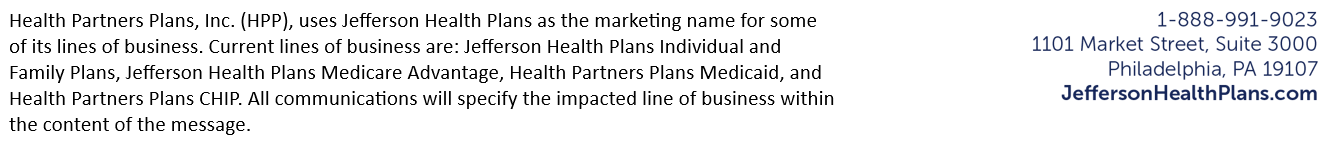 Health Partners Plans, Inc. (HPP), uses Jefferson Health Plans as the marketing name for some
of its lines of business. Current lines of business are: Jefferson Health Plans Individual and
Family Plans, Jefferson Health Plans Medicare Advantage, Health Partners Plans Medicaid, and
Health Partners Plans CHIP. All communications will specify the impacted line of business within
the content of the message.
1-888-991-9023
1101 Market Street, Suite 3000
Philadelphia, PA 19107
JeffersonHealthPlans.com